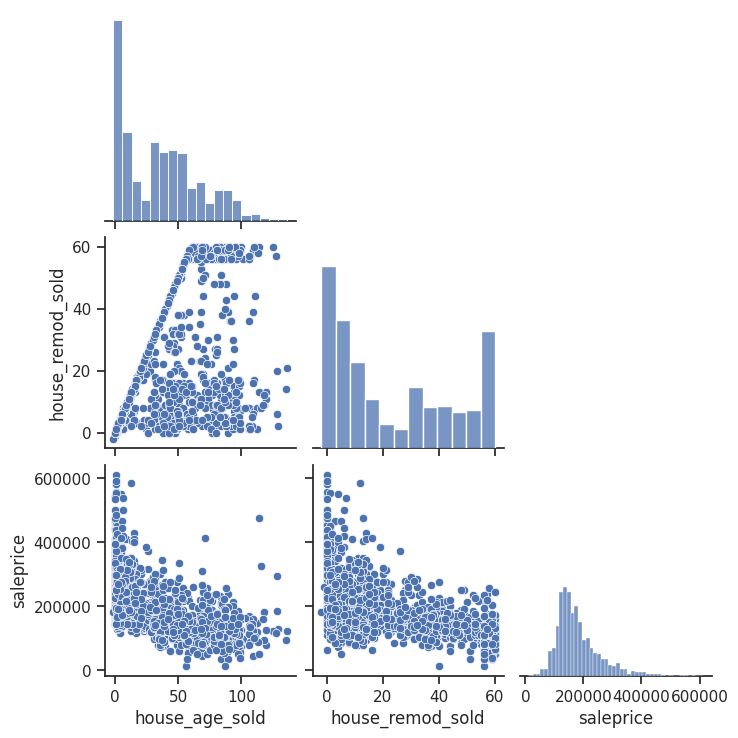 60
40
20
0
house_remod_sold
600000
400000
200000
0
saleprice
0 50 100
house_age_sold
0 20 40 60
house_remod_sold
0 200000 400000 600000
saleprice